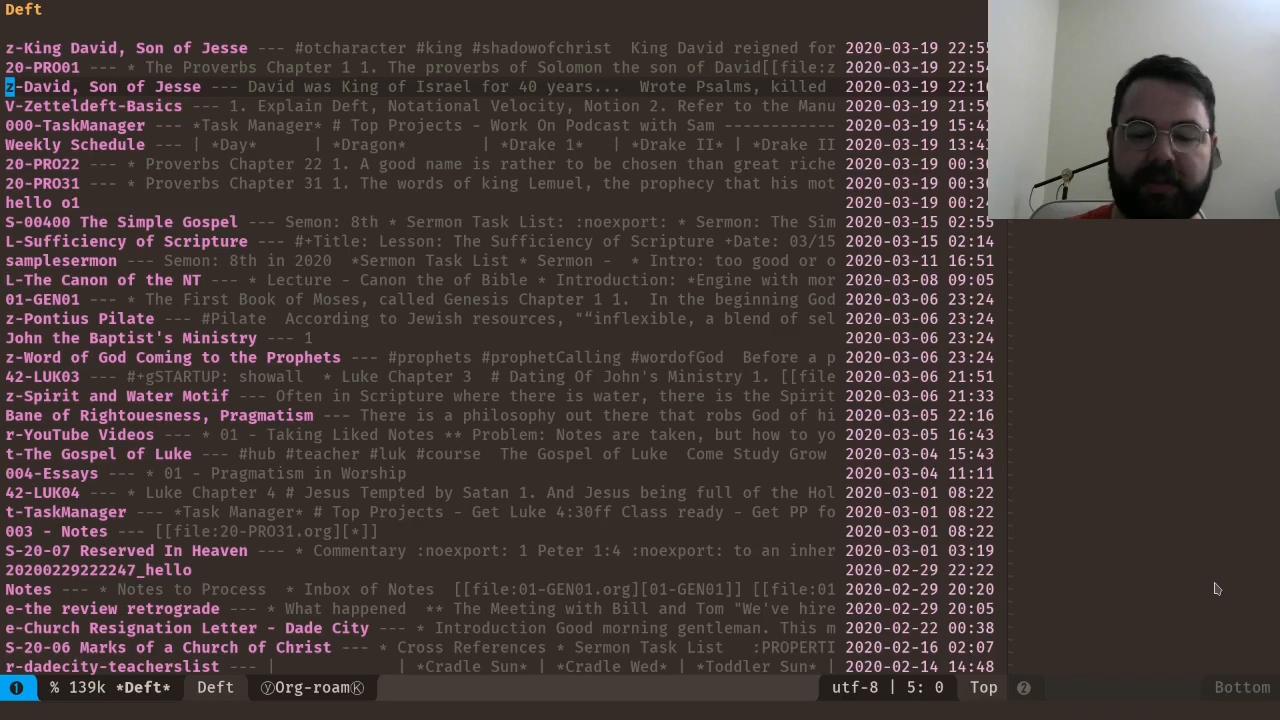 Deft
z-King David, Son of Jesse --- #otcharacter #king #shadowofchrist  King David reigned for 2020-03-19 22:55
20-PRO01 --- * The Proverbs Chapter 1 1. The proverbs of Solomon the son of David[[file:z 2020-03-19 22:54
z-David, Son of Jesse --- David was King of Israel for 40 years...  Wrote Psalms, killed 2020-03-19 22:16
V-Zetteldeft-Basics --- 1. Explain Deft, Notational Velocity, Notion 2. Refer to the Manu 2020-03-19 21:59
000-TaskManager --- *Task Manager* # Top Projects - Work On Podcast with Sam ----------- 2020-03-19 15:42
Weekly Schedule --- | *Day* | *Dragon* | *Drake 1* | *Drake II* | *Drake II 2020-03-19 13:43
20-PRO22 --- * Proverbs Chapter 22 1. A good name is rather to be chosen than great riche 2020-03-19 00:30
20-PRO31 --- * Proverbs Chapter 31 1. The words of king Lemuel, the prophecy that his mot 2020-03-19 00:30
hello o1 2020-03-19 00:24
S-00400 The Simple Gospel --- Semon: 8th * Sermon Task List: :noexport: * Sermon: The Sim 2020-03-15 02:55
L-Sufficiency of Scripture --- #+Title: Lesson: The Sufficiency of Scripture +Date: 03/15 2020-03-15 02:14
samplesermon --- Semon: 8th in 2020  *Sermon Task List * Sermon -  * Intro: too good or o 2020-03-11 16:51
L-The Canon of the NT --- * Lecture - Canon the of Bible * Introduction: *Engine with mor 2020-03-08 09:05
01-GEN01 --- * The First Book of Moses, called Genesis Chapter 1 1.  In the beginning God 2020-03-06 23:24
z-Pontius Pilate --- #Pilate  According to Jewish resources, "“inflexible, a blend of sel 2020-03-06 23:24
John the Baptist's Ministry --- 1 2020-03-06 23:24
z-Word of God Coming to the Prophets --- #prophets #prophetCalling #wordofGod  Before a p 2020-03-06 23:24
42-LUK03 --- #+gSTARTUP: showall  * Luke Chapter 3  # Dating Of John's Ministry 1. [[file 2020-03-06 21:51
z-Spirit and Water Motif --- Often in Scripture where there is water, there is the Spirit 2020-03-06 21:33
Bane of Rightouesness, Pragmatism --- There is a philosophy out there that robs God of hi 2020-03-05 22:16
r-YouTube Videos --- * 01 - Taking Liked Notes ** Problem: Notes are taken, but how to yo 2020-03-05 16:43
t-The Gospel of Luke --- #hub #teacher #luk #course  The Gospel of Luke  Come Study Grow 2020-03-04 15:43
004-Essays --- * 01 - Pragmatism in Worship 2020-03-04 11:11
42-LUK04 --- * Luke Chapter 4 # Jesus Tempted by Satan 1. And Jesus being full of the Hol 2020-03-01 08:22
t-TaskManager --- *Task Manager* # Top Projects - Get Luke 4:30ff Class ready - Get PP fo 2020-03-01 08:22
003 - Notes --- [[file:20-PRO31.org][*]] 2020-03-01 08:22
S-20-07 Reserved In Heaven --- * Commentary :noexport: 1 Peter 1:4 :noexport: to an inher 2020-03-01 03:19
20200229222247_hello 2020-02-29 22:22
Notes --- * Notes to Process  * Inbox of Notes  [[file:01-GEN01.org][01-GEN01]] [[file:01 2020-02-29 20:20
e-the review retrograde --- * What happened  ** The Meeting with Bill and Tom "We've hire 2020-02-29 20:05
e-Church Resignation Letter - Dade City --- * Introduction Good morning gentleman. This m 2020-02-22 00:38
S-20-06 Marks of a Church of Christ --- * Cross References * Sermon Task List   :PROPERTI 2020-02-16 02:07
r-dadecity-teacherslist --- | | *Cradle Sun* | *Cradle Wed* | *Toddler Sun* | 2020-02-14 14:48
❶ % 139k *Deft* Deft ⓨOrg-roamⓀ utf-8 | 5: 0 Top ❷ Bottom